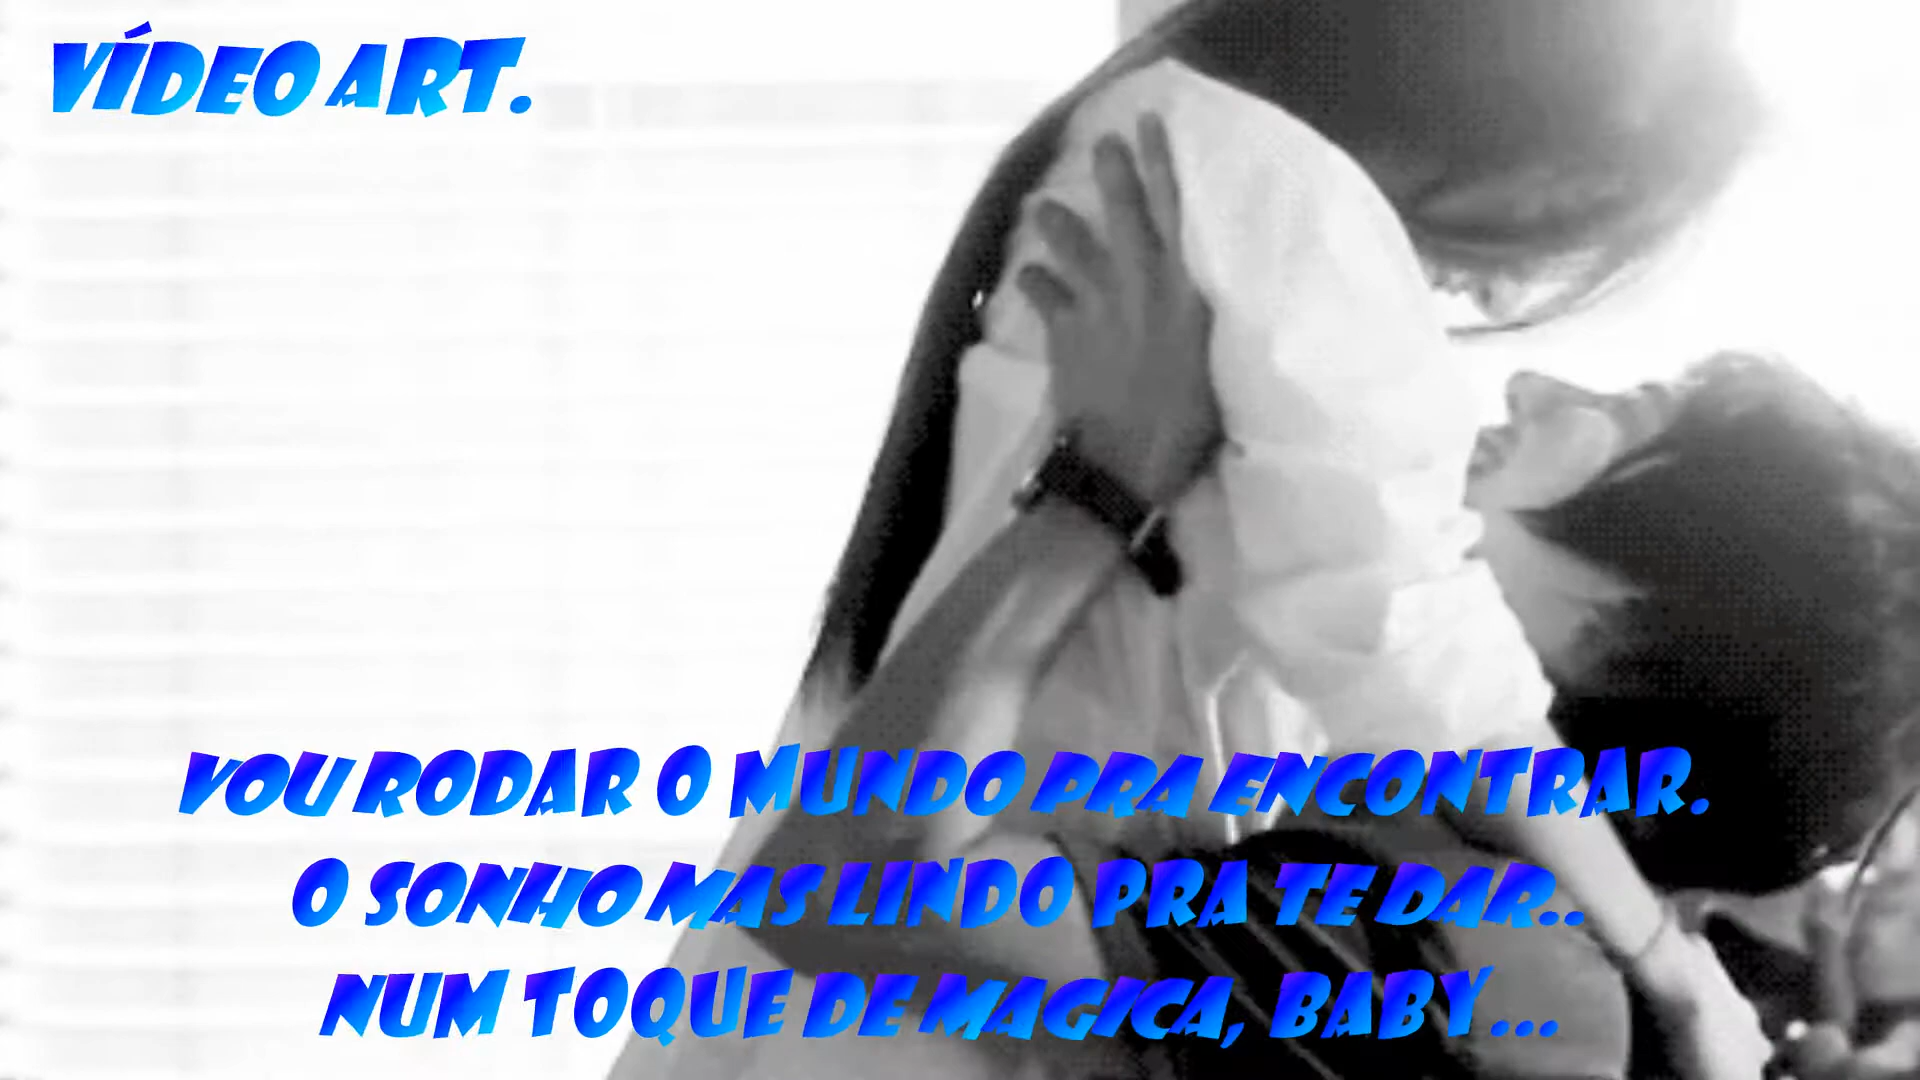 VÍDEO ART.
VOU RODAR O MUNDO PRA ENCONTRAR.
O SONHO MAS LINDO PRA TE DAR..
NUM TOQUE DE MAGICA, BABY...